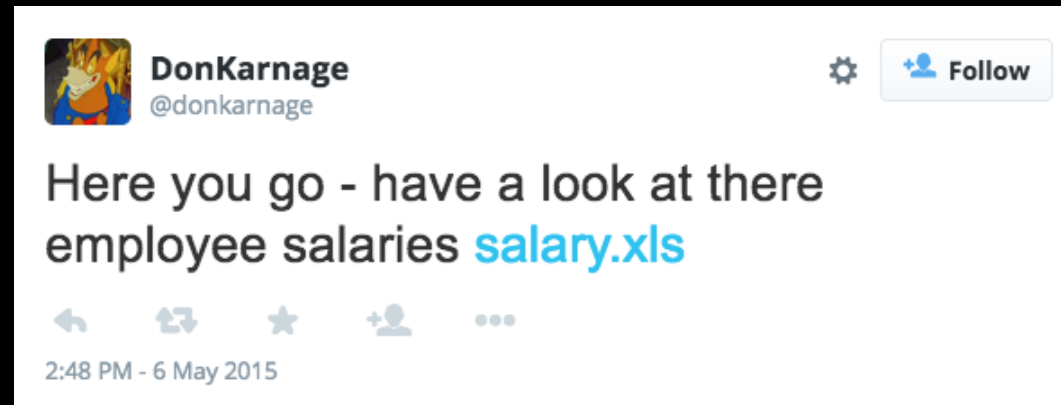 DonKarnage
@donkarnage
Follow
Here you go - have a look at there
employee salaries salary.xls
2:48 PM - 6 May 2015